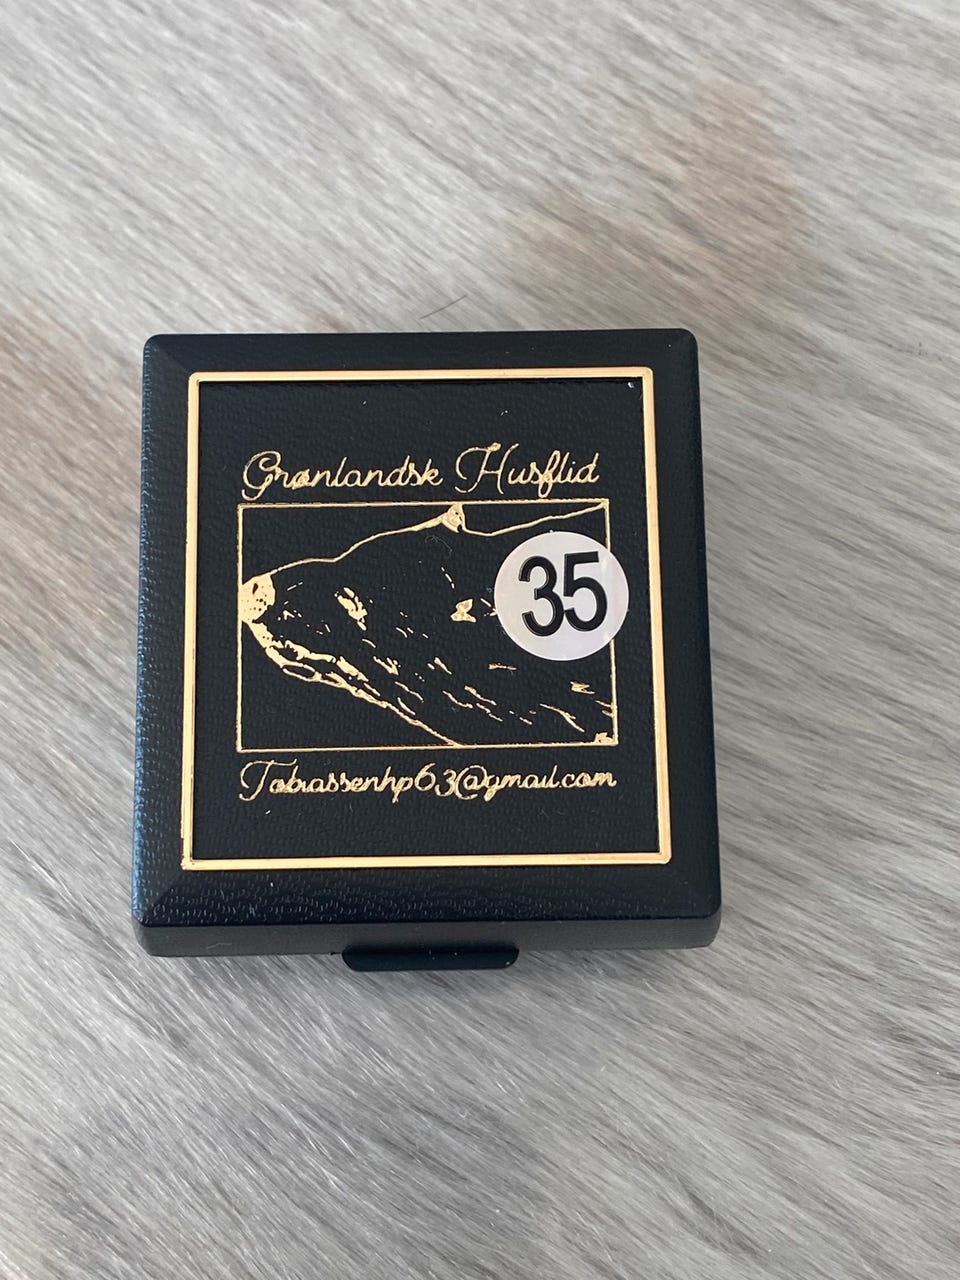 Grønlandsk Husflid
35
Tobiassenhp63@gmail.com